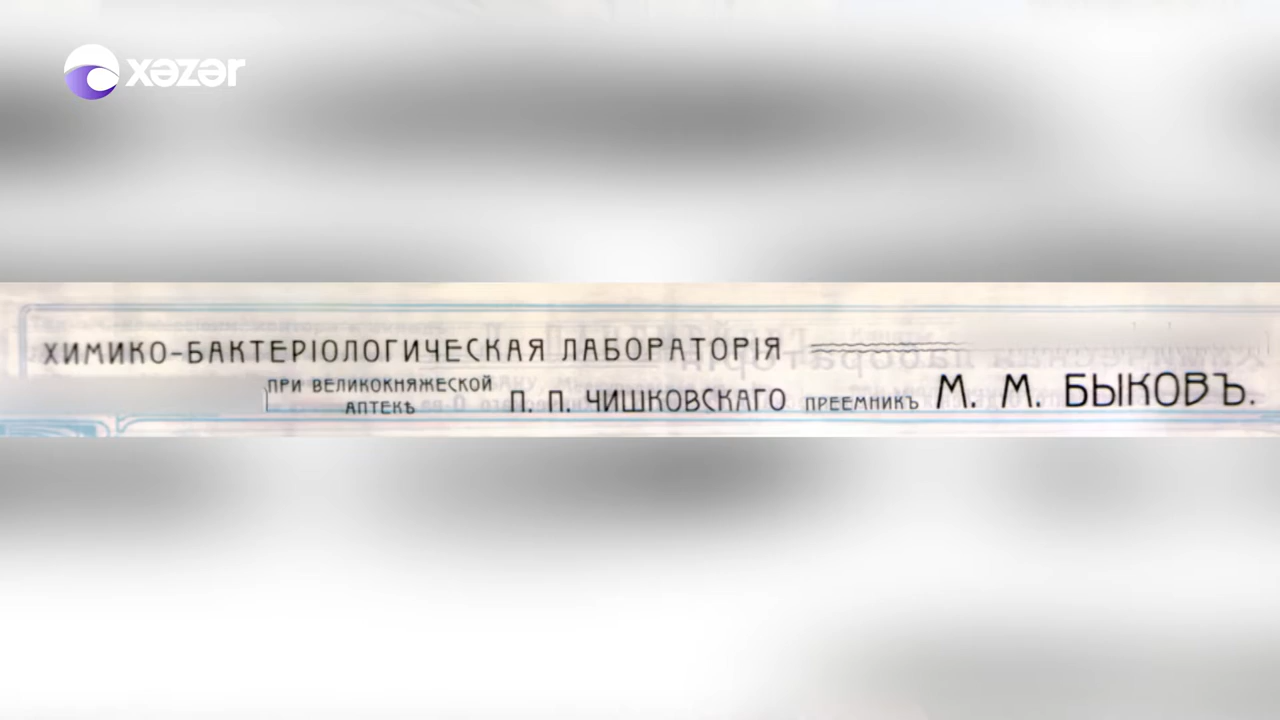 xəzər
ХИМИКО-БАКТЕРІОЛОГИЧЕСКАЯ ЛАБОРАТОРІЯ
ПРИ ВЕЛИКОКНЯЖЕСКОЙ
АПТЕКѢ П. П. ЧИШКОВСКАГО ПРЕЕМНИКЪ М. М. БЫКОВЪ.